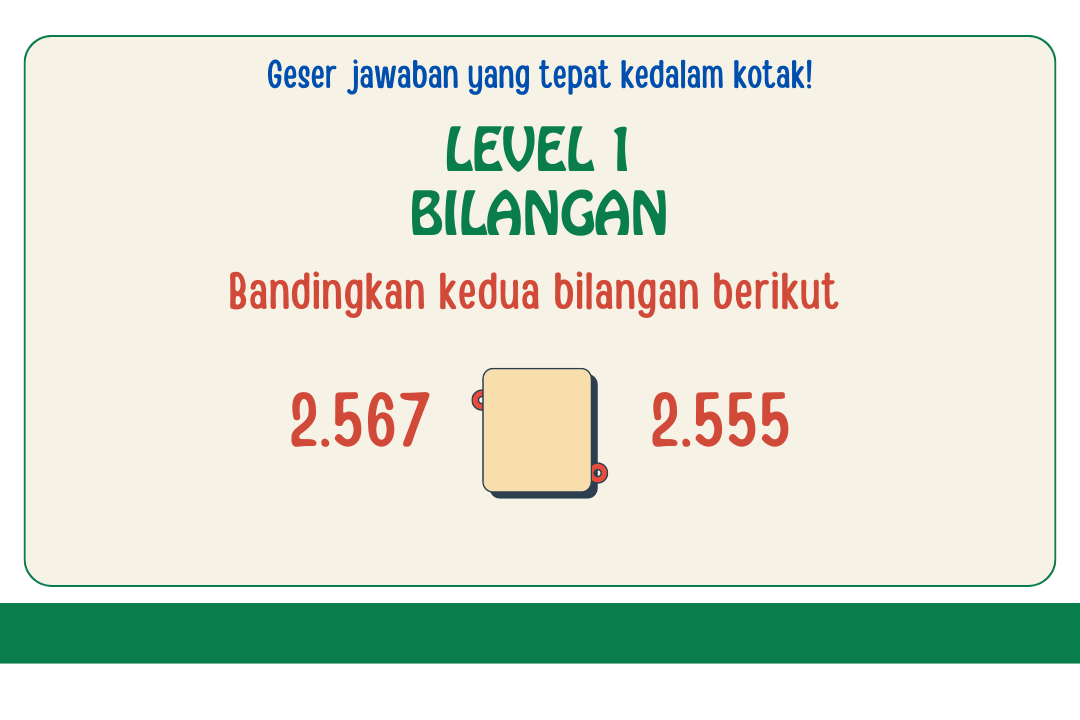 Geser jawaban yang tepat kedalam kotak!
LEVEL 1
BILANGAN
Bandingkan kedua bilangan berikut
2.567 2.555